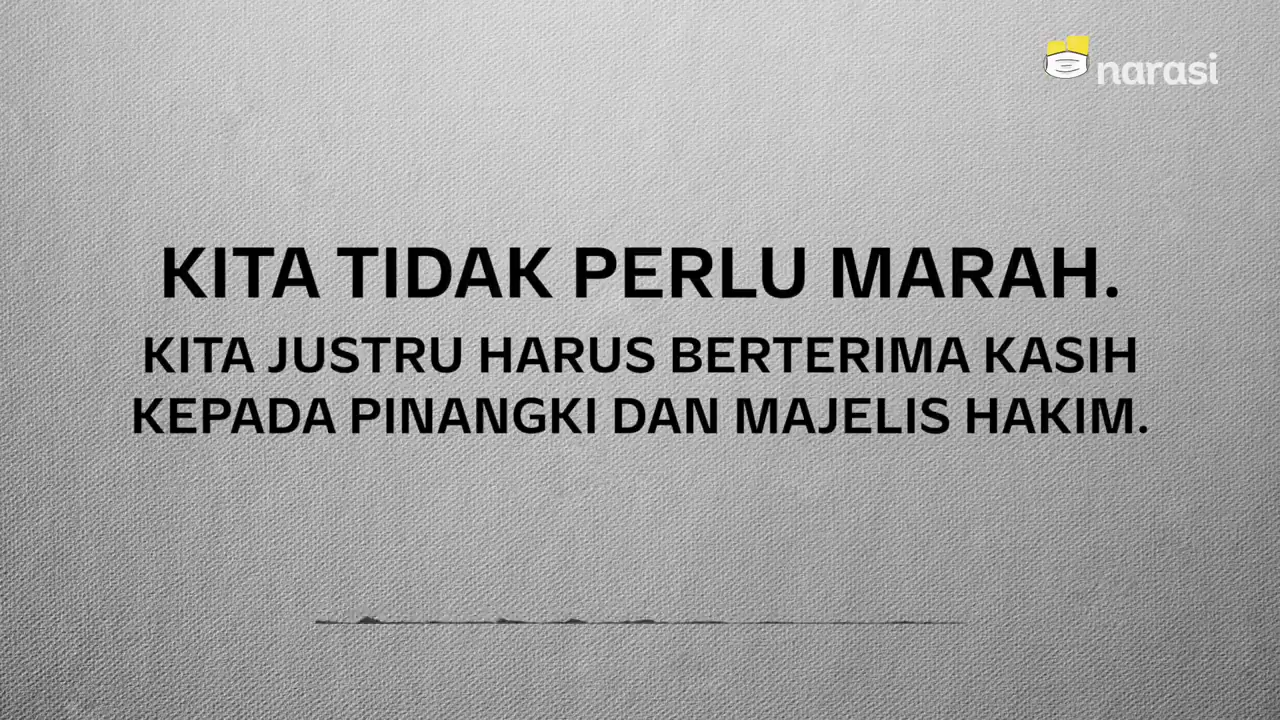 narasi
KITA TIDAK PERLU MARAH.
KITA JUSTRU HARUS BERTERIMA KASIH
KEPADA PINANGKI DAN MAJELIS HAKIM.